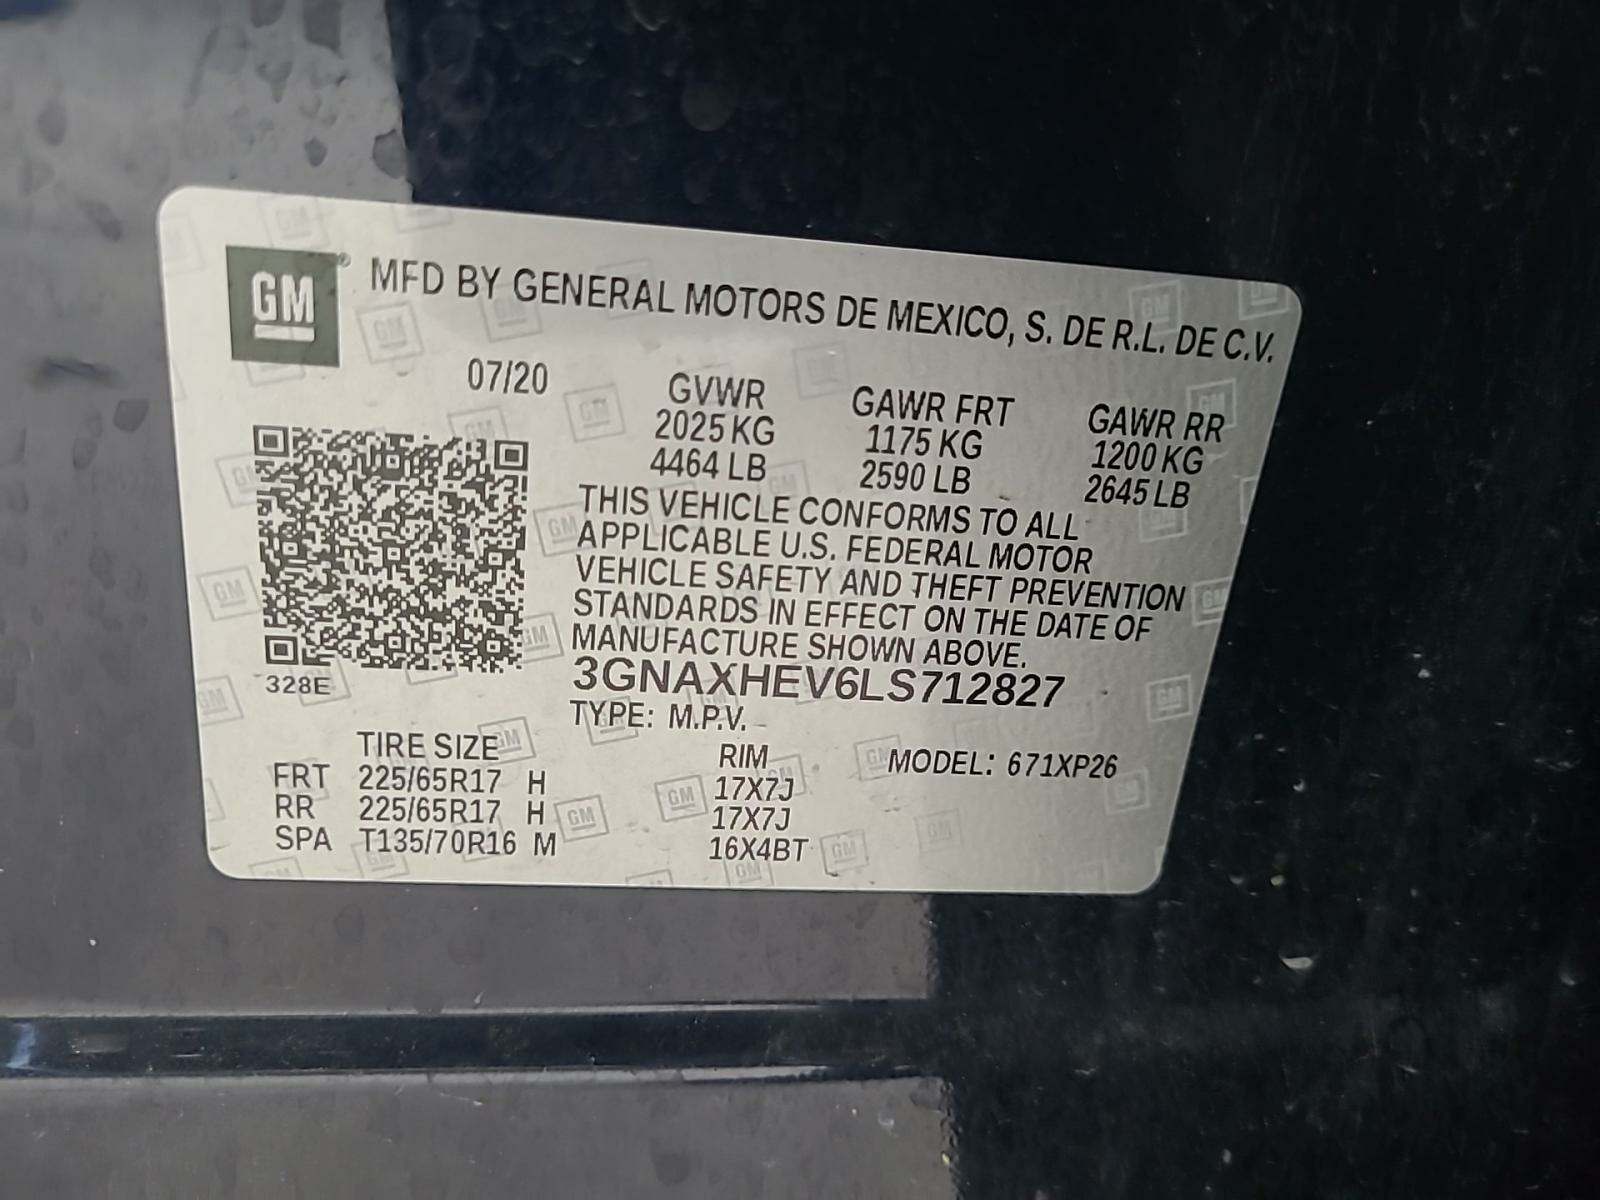 GM® MFD BY GENERAL MOTORS DE MEXICO, S. DE R.L. DE C.V.
07/20 GVWR GAWR FRT GAWR RR
2025 KG 1175 KG 1200 KG
4464 LB 2590 LB 2645 LB
THIS VEHICLE CONFORMS TO ALL
APPLICABLE U.S. FEDERAL MOTOR
VEHICLE SAFETY AND THEFT PREVENTION
STANDARDS IN EFFECT ON THE DATE OF
MANUFACTURE SHOWN ABOVE.
328E
3GNAXHEV6LS712827
TYPE: M.P.V.
TIRE SIZE RIM MODEL: 671XP26
FRT 225/65R17 H 17X7J
RR 225/65R17 H 17X7J
SPA T135/70R16 M 16X4BT